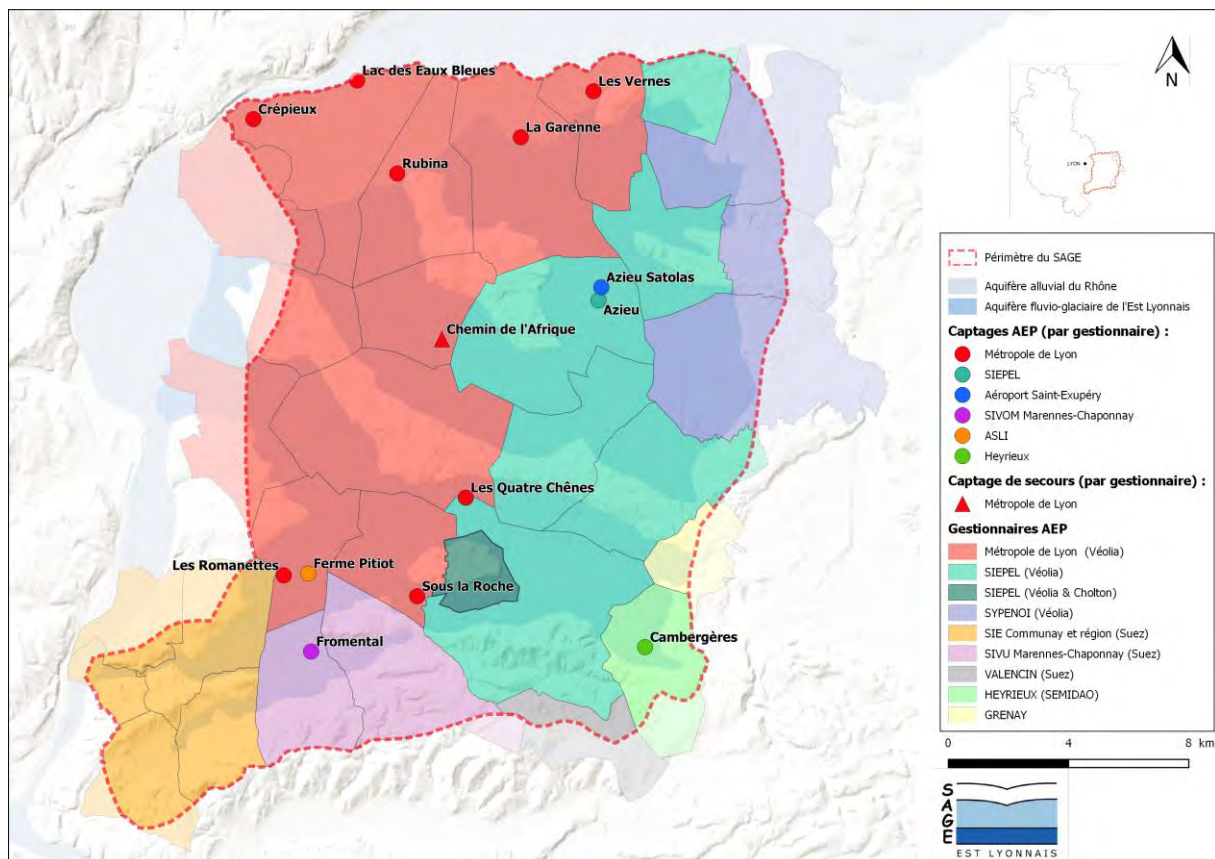 Lac des Eaux Bleues
Les Vernes
Crépieux
La Garenne
Rubina
Azieu Satolas
Azieu
Chemin de l'Afrique
Les Quatre Chênes
Les Romanettes
Ferme Pitiot
Sous la Roche
Fromental
Cambergères
N
LYON
Périmètre du SAGE
Aquifère alluvial du Rhône
Aquifère fluvio-glaciaire de l'Est Lyonnais
Captages AEP (par gestionnaire) :
Métropole de Lyon
SIEPEL
Aéroport Saint-Exupéry
SIVOM Marennes-Chaponnay
ASLI
Heyrieux
Captage de secours (par gestionnaire) :
Métropole de Lyon
Gestionnaires AEP
Métropole de Lyon (Véolia)
SIEPEL (Véolia)
SIEPEL (Véolia & Cholton)
SYPENOI (Véolia)
SIE Communay et région (Suez)
SIVU Marennes-Chaponnay (Suez)
VALENCIN (Suez)
HEYRIEUX (SEMIDAO)
GRENAY
0 4 8 km
SAGE
EST LYONNAIS